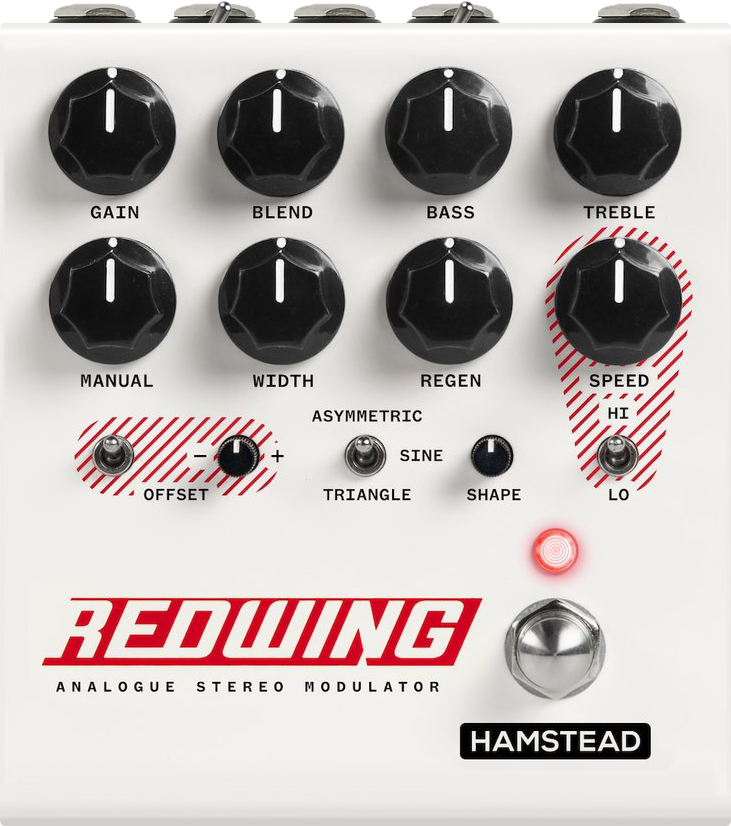 GAIN BLEND BASS TREBLE
MANUAL WIDTH REGEN SPEED
ASYMMETRIC HI
− + SINE
OFFSET TRIANGLE SHAPE LO
REDWING
ANALOGUE STEREO MODULATOR
HAMSTEAD